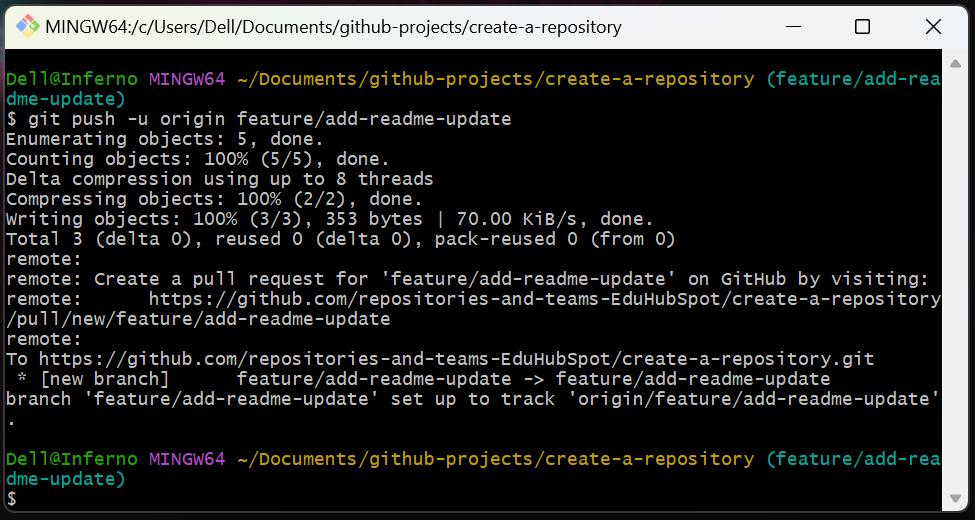 MINGW64:/c/Users/Dell/Documents/github-projects/create-a-repository
Dell@Inferno MINGW64 ~/Documents/github-projects/create-a-repository (feature/add-rea
dme-update)
$ git push -u origin feature/add-readme-update
Enumerating objects: 5, done.
Counting objects: 100% (5/5), done.
Delta compression using up to 8 threads
Compressing objects: 100% (2/2), done.
Writing objects: 100% (3/3), 353 bytes | 70.00 KiB/s, done.
Total 3 (delta 0), reused 0 (delta 0), pack-reused 0 (from 0)
remote:
remote: Create a pull request for 'feature/add-readme-update' on GitHub by visiting:
remote:      https://github.com/repositories-and-teams-EduHubSpot/create-a-repository
/pull/new/feature/add-readme-update
remote:
To https://github.com/repositories-and-teams-EduHubSpot/create-a-repository.git
 * [new branch]      feature/add-readme-update -> feature/add-readme-update
branch 'feature/add-readme-update' set up to track 'origin/feature/add-readme-update'
.
Dell@Inferno MINGW64 ~/Documents/github-projects/create-a-repository (feature/add-rea
dme-update)
$